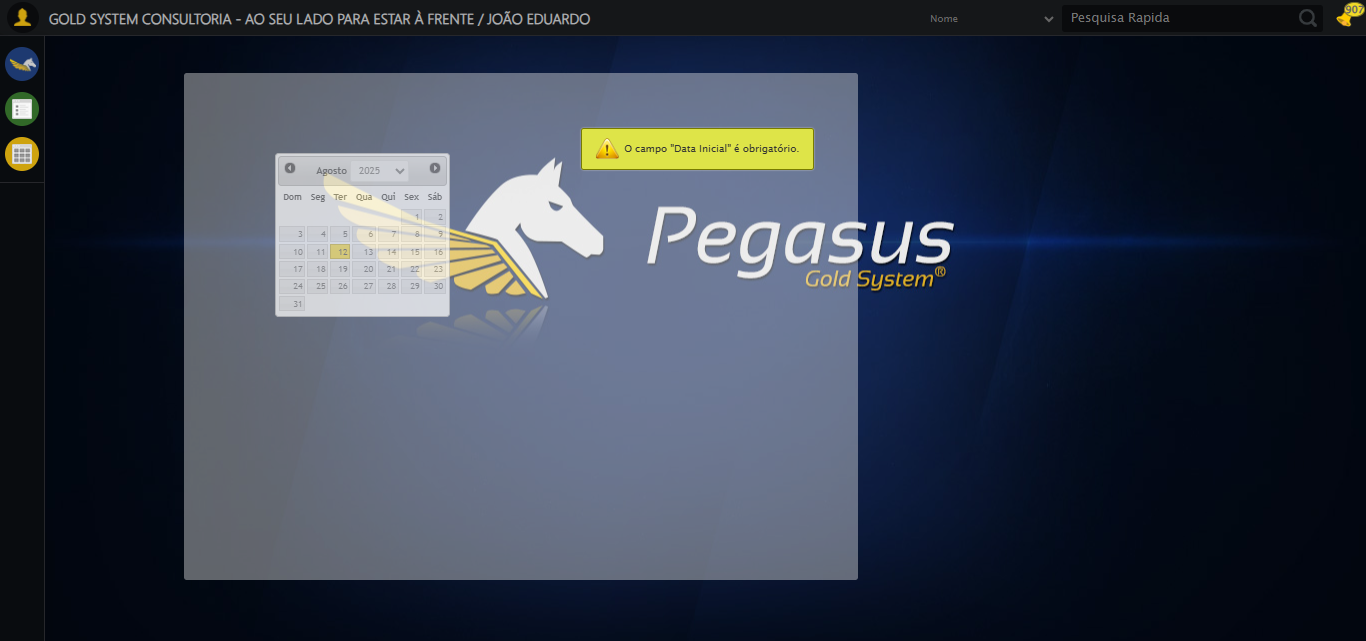 GOLD SYSTEM CONSULTORIA - AO SEU LADO PARA ESTAR À FRENTE / JOÃO EDUARDO
Nome
Pesquisa Rapida
907
O campo "Data Inicial" é obrigatório.
Agosto 2025
Dom Seg Ter Qua Qui Sex Sáb
1 2
3 4 5 6 7 8 9
10 11 12 13 14 15 16
17 18 19 20 21 22 23
24 25 26 27 28 29 30
31
Pegasus
Gold System®